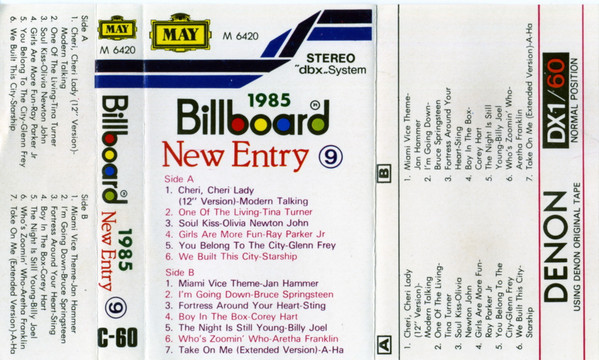 Side A
1. Cheri, Cheri Lady (12" Version)-
Modern Talking
2. One Of The Living-Tina Turner
3. Soul Kiss-Olivia Newton John
4. Girls Are More Fun-Ray Parker Jr
5. You Belong To The City-Glenn Frey
6. We Built This City-Starship
Side B
1. Miami Vice Theme-Jan Hammer
2. I'm Going Down-Bruce Springsteen
3. Fortress Around Your Heart-Sting
4. Boy In The Box-Corey Hart
5. The Night Is Still Young-Billy Joel
6. Who's Zoomin' Who-Aretha Franklin
7. Take On Me (Extended Version)-A-Ha
MAY
M 6420
Billboard®
1985
New Entry 9
C-60
MAY
M 6420
STEREO
"dbx" System
1985
Billboard®
New Entry 9
Side A
1. Cheri, Cheri Lady
(12" Version)-Modern Talking
2. One Of The Living-Tina Turner
3. Soul Kiss-Olivia Newton John
4. Girls Are More Fun-Ray Parker Jr
5. You Belong To The City-Glenn Frey
6. We Built This City-Starship
Side B
1. Miami Vice Theme-Jan Hammer
2. I'm Going Down-Bruce Springsteen
3. Fortress Around Your Heart-Sting
4. Boy In The Box-Corey Hart
5. The Night Is Still Young-Billy Joel
6. Who's Zoomin' Who-Aretha Franklin
7. Take On Me (Extended Version)-A-Ha
B
1. Miami Vice Theme-
Jan Hammer
2. I'm Going Down-
Bruce Springsteen
3. Fortress Around Your
Hear-Sting
4. Boy In The Box-
Corey Hart
5. The Night Is Still
Young-Billy Joel
6. Who's Zoomin' Who-
Aretha Franklin
7. Take On Me (Extended Version)-A-Ha
A
1. Cheri, Cheri Lady
(12" Version)-
Modern Talking
2. One Of The Living-
Tina Turner
3. Soul Kiss-Olivia
Newton John
4. Girls Are More Fun-
Ray Parker Jr
5. You Belong To The
City-Glenn Frey
6. We Built This City-
Starship
DX1/60
NORMAL POSITION
DENON
USING DENON ORIGINAL TAPE